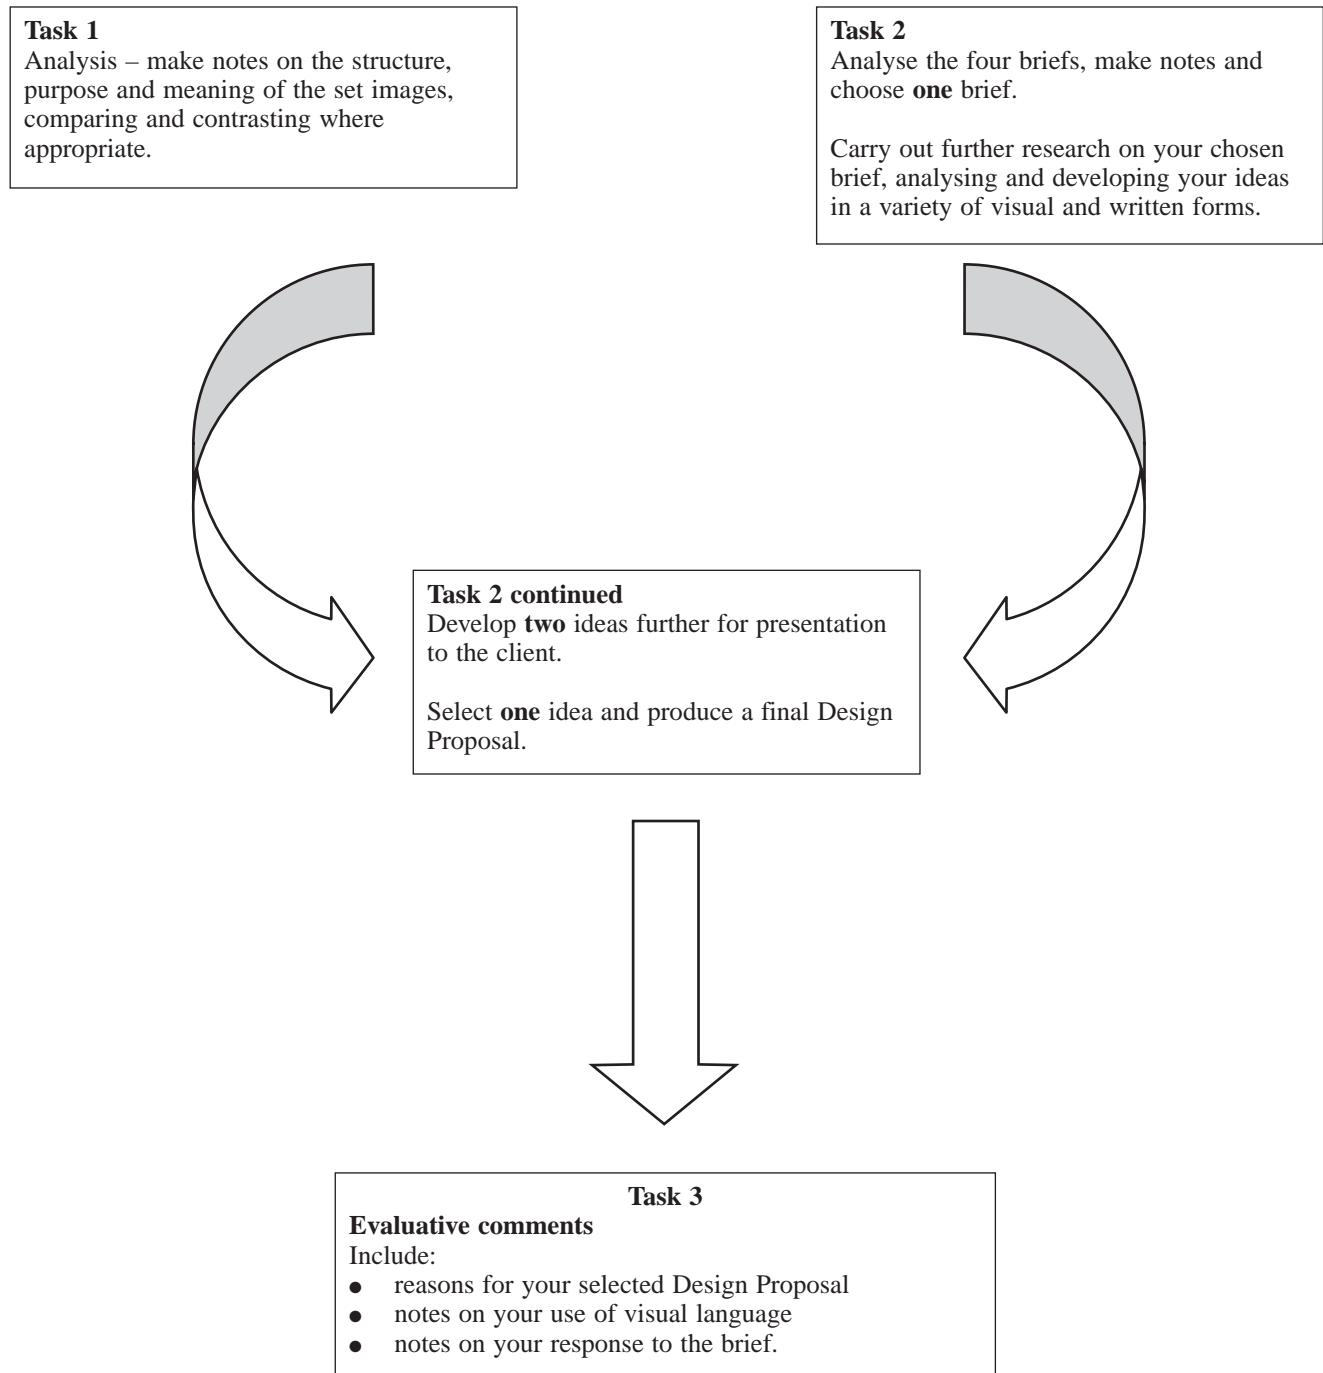 Task 1
Analysis – make notes on the structure,
purpose and meaning of the set images,
comparing and contrasting where
appropriate.
Task 2
Analyse the four briefs, make notes and
choose one brief.
Carry out further research on your chosen
brief, analysing and developing your ideas
in a variety of visual and written forms.
Task 2 continued
Develop two ideas further for presentation
to the client.
Select one idea and produce a final Design
Proposal.
Task 3
Evaluative comments
Include:
● reasons for your selected Design Proposal
● notes on your use of visual language
● notes on your response to the brief.